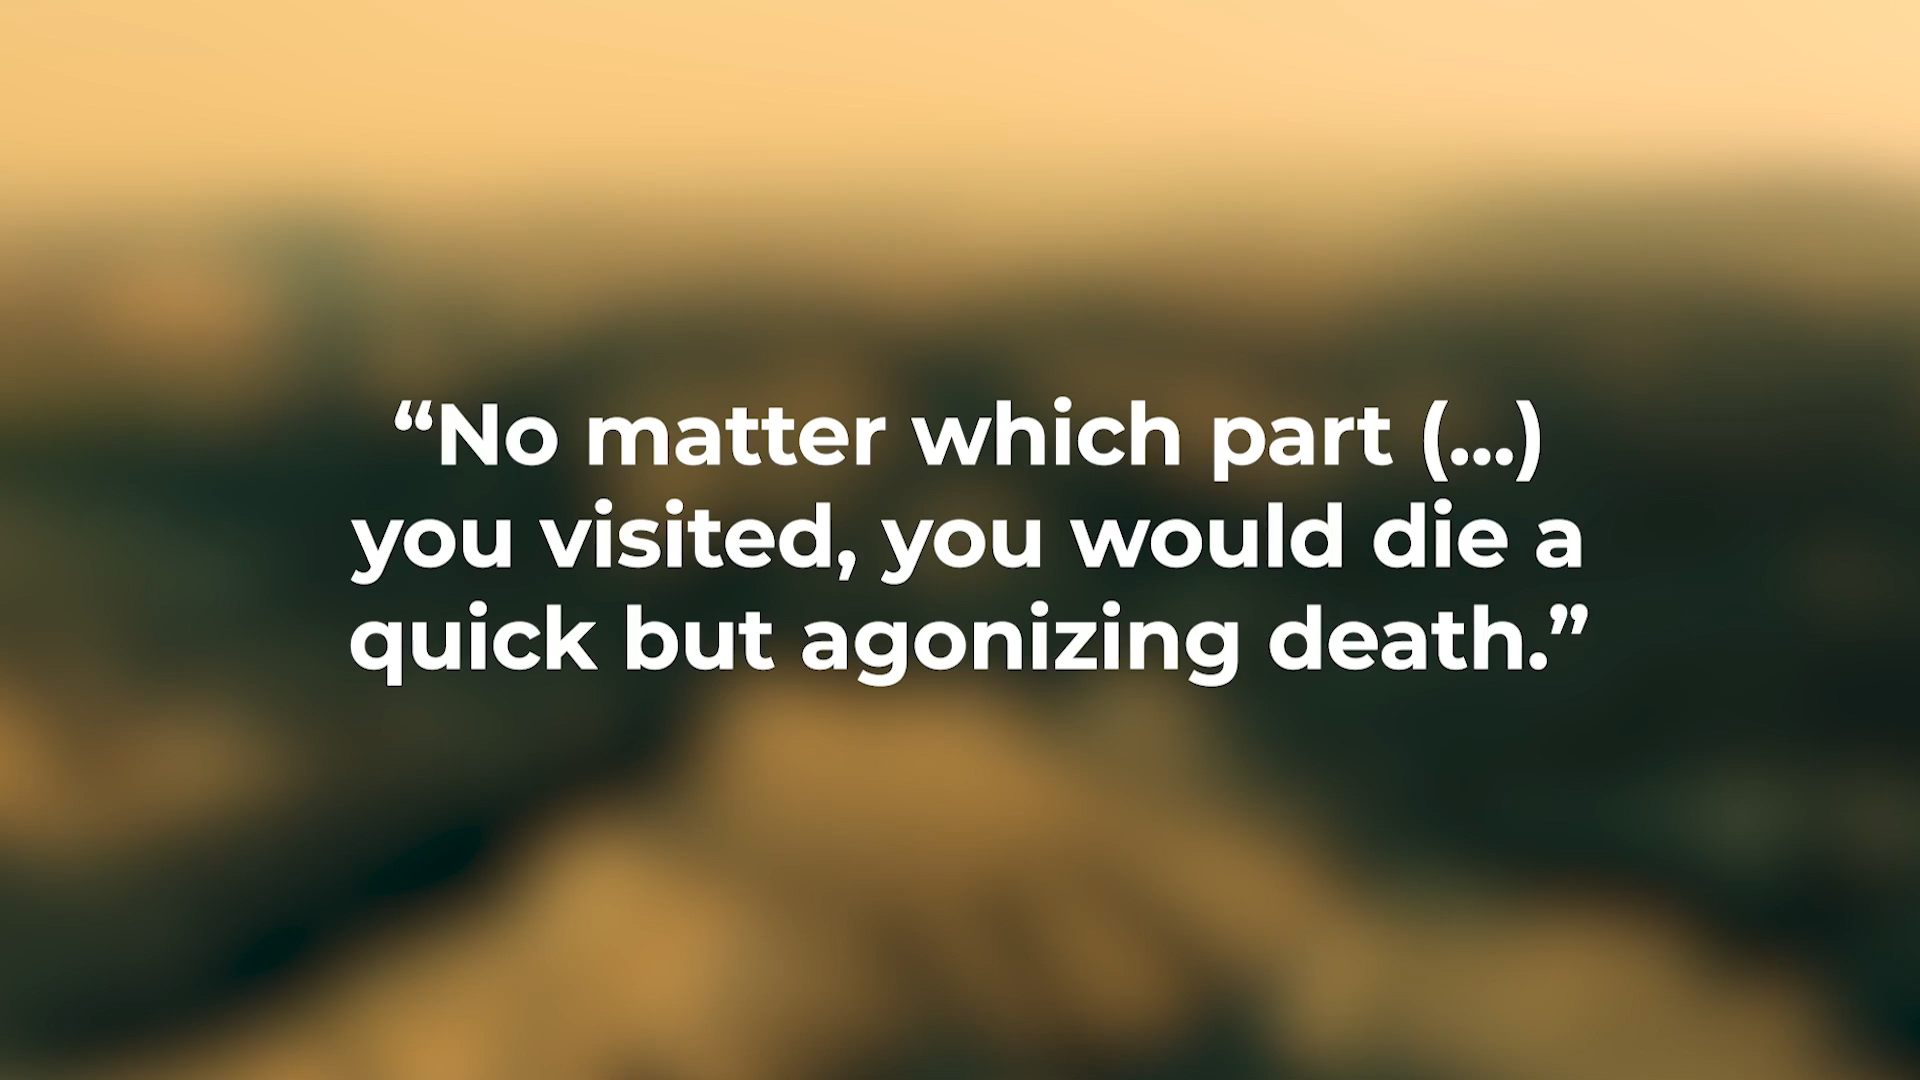 “No matter which part (...)
you visited, you would die a
quick but agonizing death.”